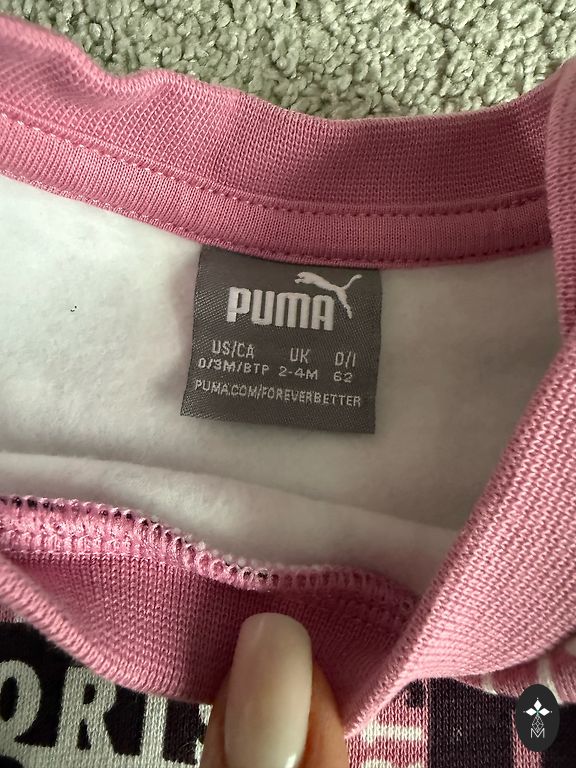 PUMA
US/CA UK D/I
0/3M/BTP 2-4M 62
PUMA.COM/FOREVERBETTER